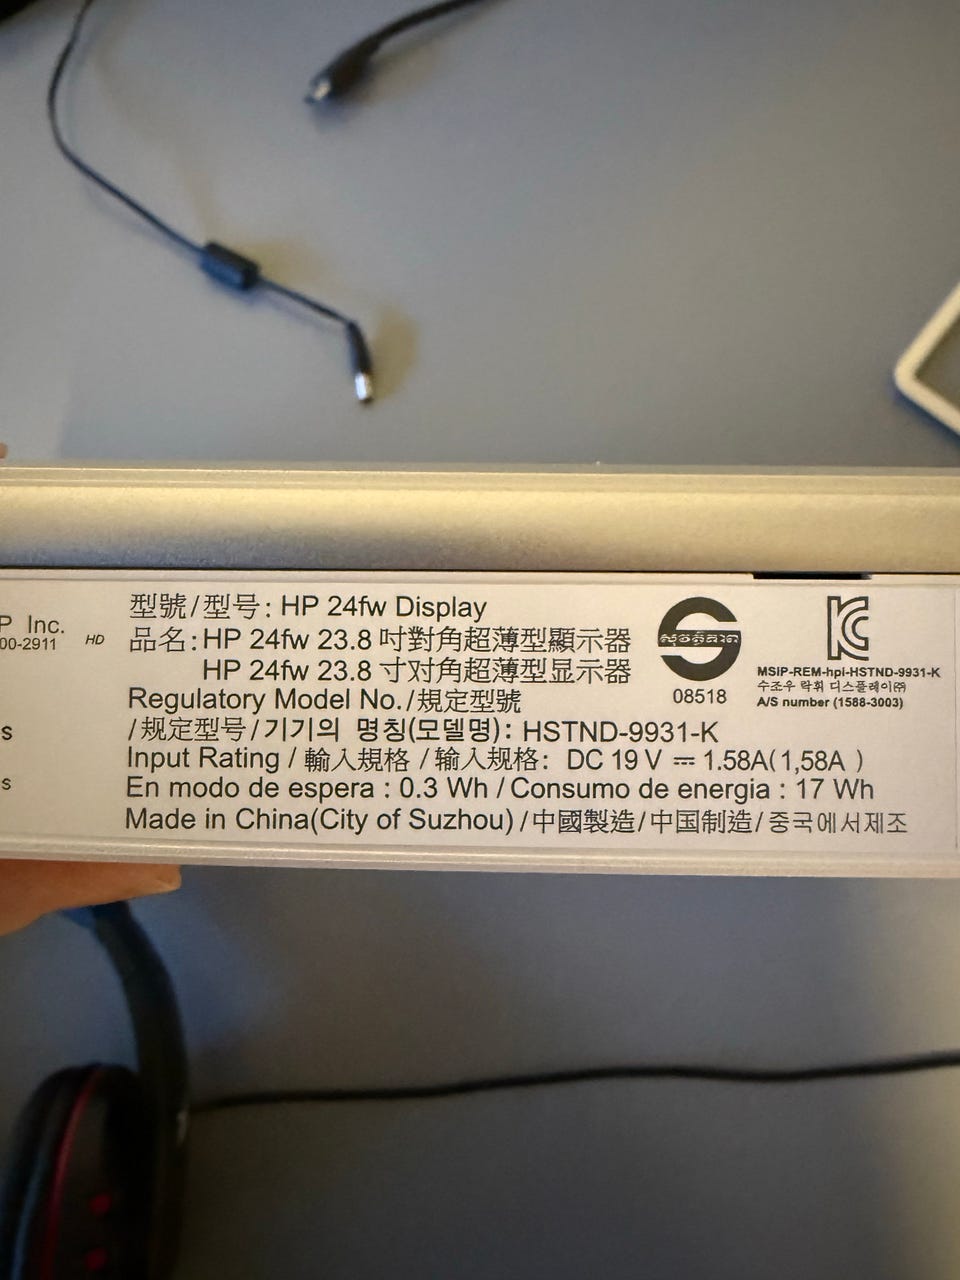 P Inc.
00-2911
HD
s
s
型號/型号: HP 24fw Display
品名: HP 24fw 23.8 吋對角超薄型顯示器
HP 24fw 23.8 寸对角超薄型显示器
Regulatory Model No./規定型號
/规定型号/기기의 명칭(모델명): HSTND-9931-K
Input Rating / 輸入規格 / 输入规格: DC 19 V ⎓ 1.58A(1,58A )
En modo de espera : 0.3 Wh / Consumo de energia : 17 Wh
Made in China(City of Suzhou) /中國製造/中国制造/중국에서제조
08518
MSIP-REM-hpi-HSTND-9931-K
수조우 락휘 디스플레이㈜
A/S number (1588-3003)